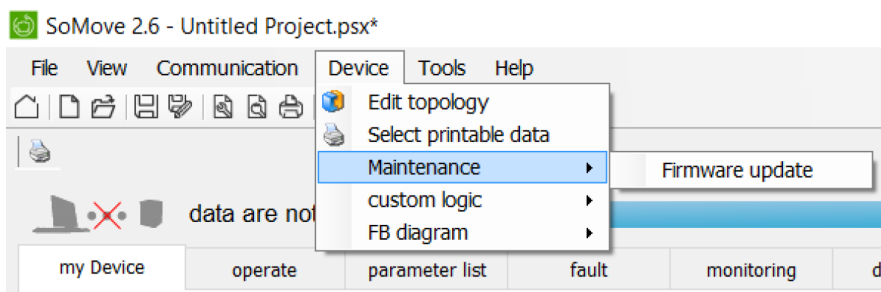 SoMove 2.6 - Untitled Project.psx*
File View Communication Device Tools Help
Edit topology
Select printable data
Maintenance Firmware update
custom logic
data are not
FB diagram
my Device operate parameter list fault monitoring d